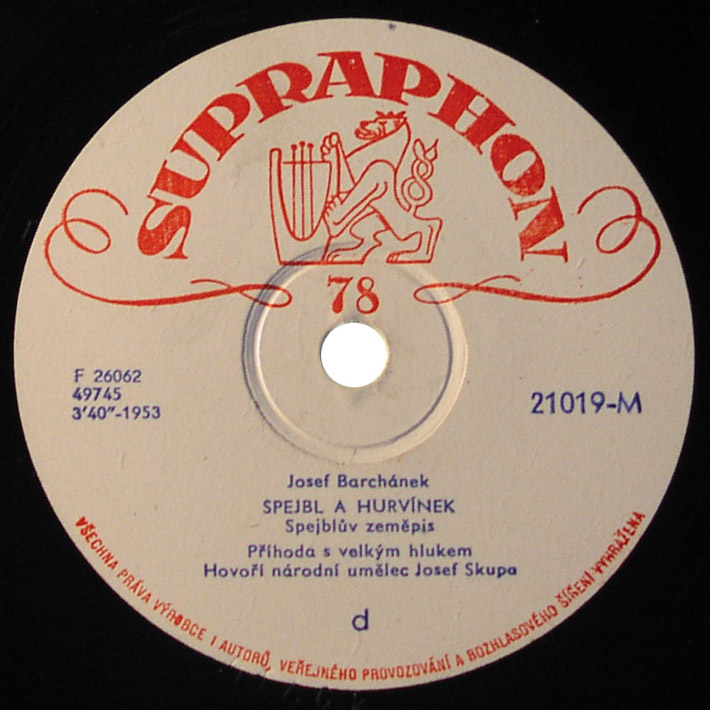 SUPRAPHON
78
F 26062
49745
3'40"-1953
21019-M
Josef Barchánek
SPEJBL A HURVÍNEK
Spejblův zeměpis
Příhoda s velkým hlukem
Hovoří národní umělec Josef Skupa
d
VŠECHNA PRÁVA VÝROBCE I AUTORŮ, VEŘEJNÉHO PROVOZOVÁNÍ A ROZHLASOVÉHO ŠÍŘENÍ VYHRAŽENA